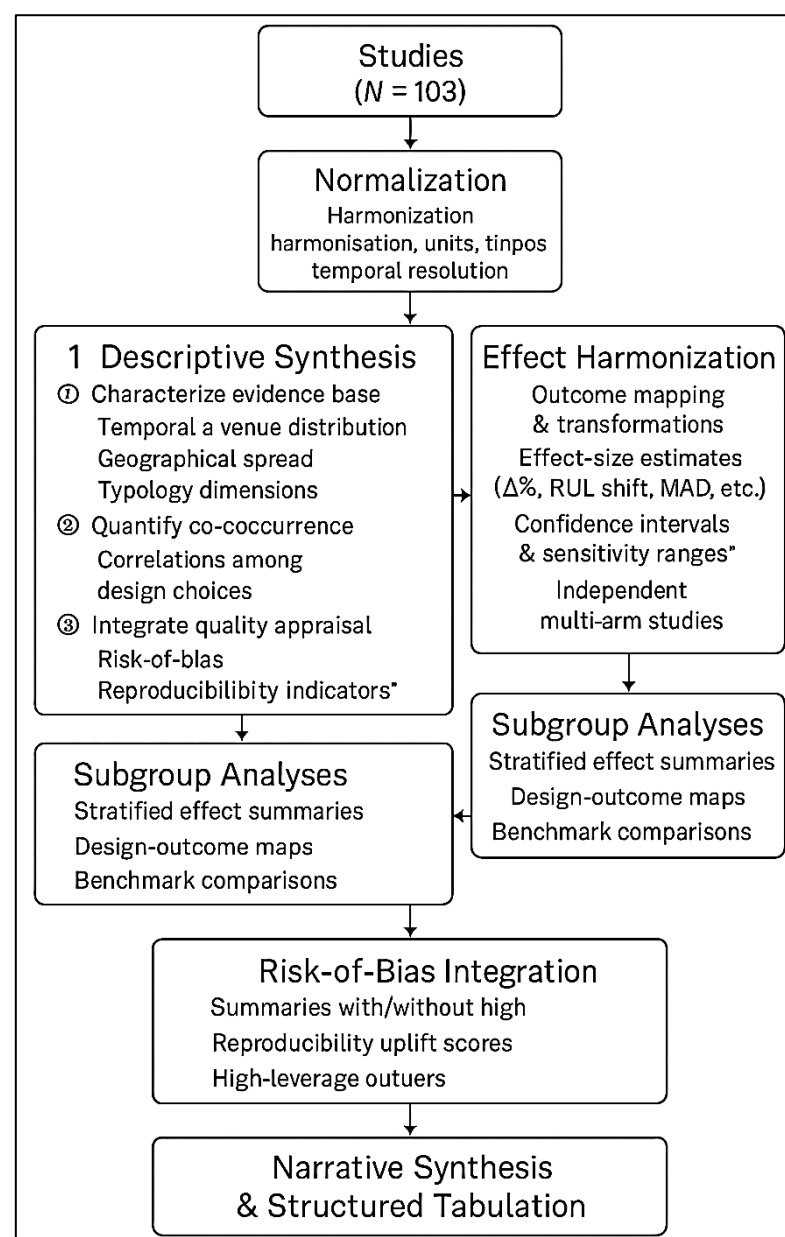 Studies
(N = 103)
Normalization
Harmonization
harmonisation, units, tinpos
temporal resolution
1 Descriptive Synthesis
① Characterize evidence base
Temporal a venue distribution
Geographical spread
Typology dimensions
② Quantify co-coccurrence
Correlations among
design choices
③ Integrate quality appraisal
Risk-of-blas
Reproducibilibity indicators"
Effect Harmonization
Outcome mapping
& transformations
Effect-size estimates
(Δ%, RUL shift, MAD, etc.)
Confidence intervals
& sensitivity ranges"
Independent
multi-arm studies
Subgroup Analyses
Stratified effect summaries
Design-outcome maps
Benchmark comparisons
Subgroup Analyses
Stratified effect summaries
Design-outcome maps
Benchmark comparisons
Risk-of-Bias Integration
Summaries with/without high
Reproducibility uplift scores
High-leverage outuers
Narrative Synthesis
& Structured Tabulation